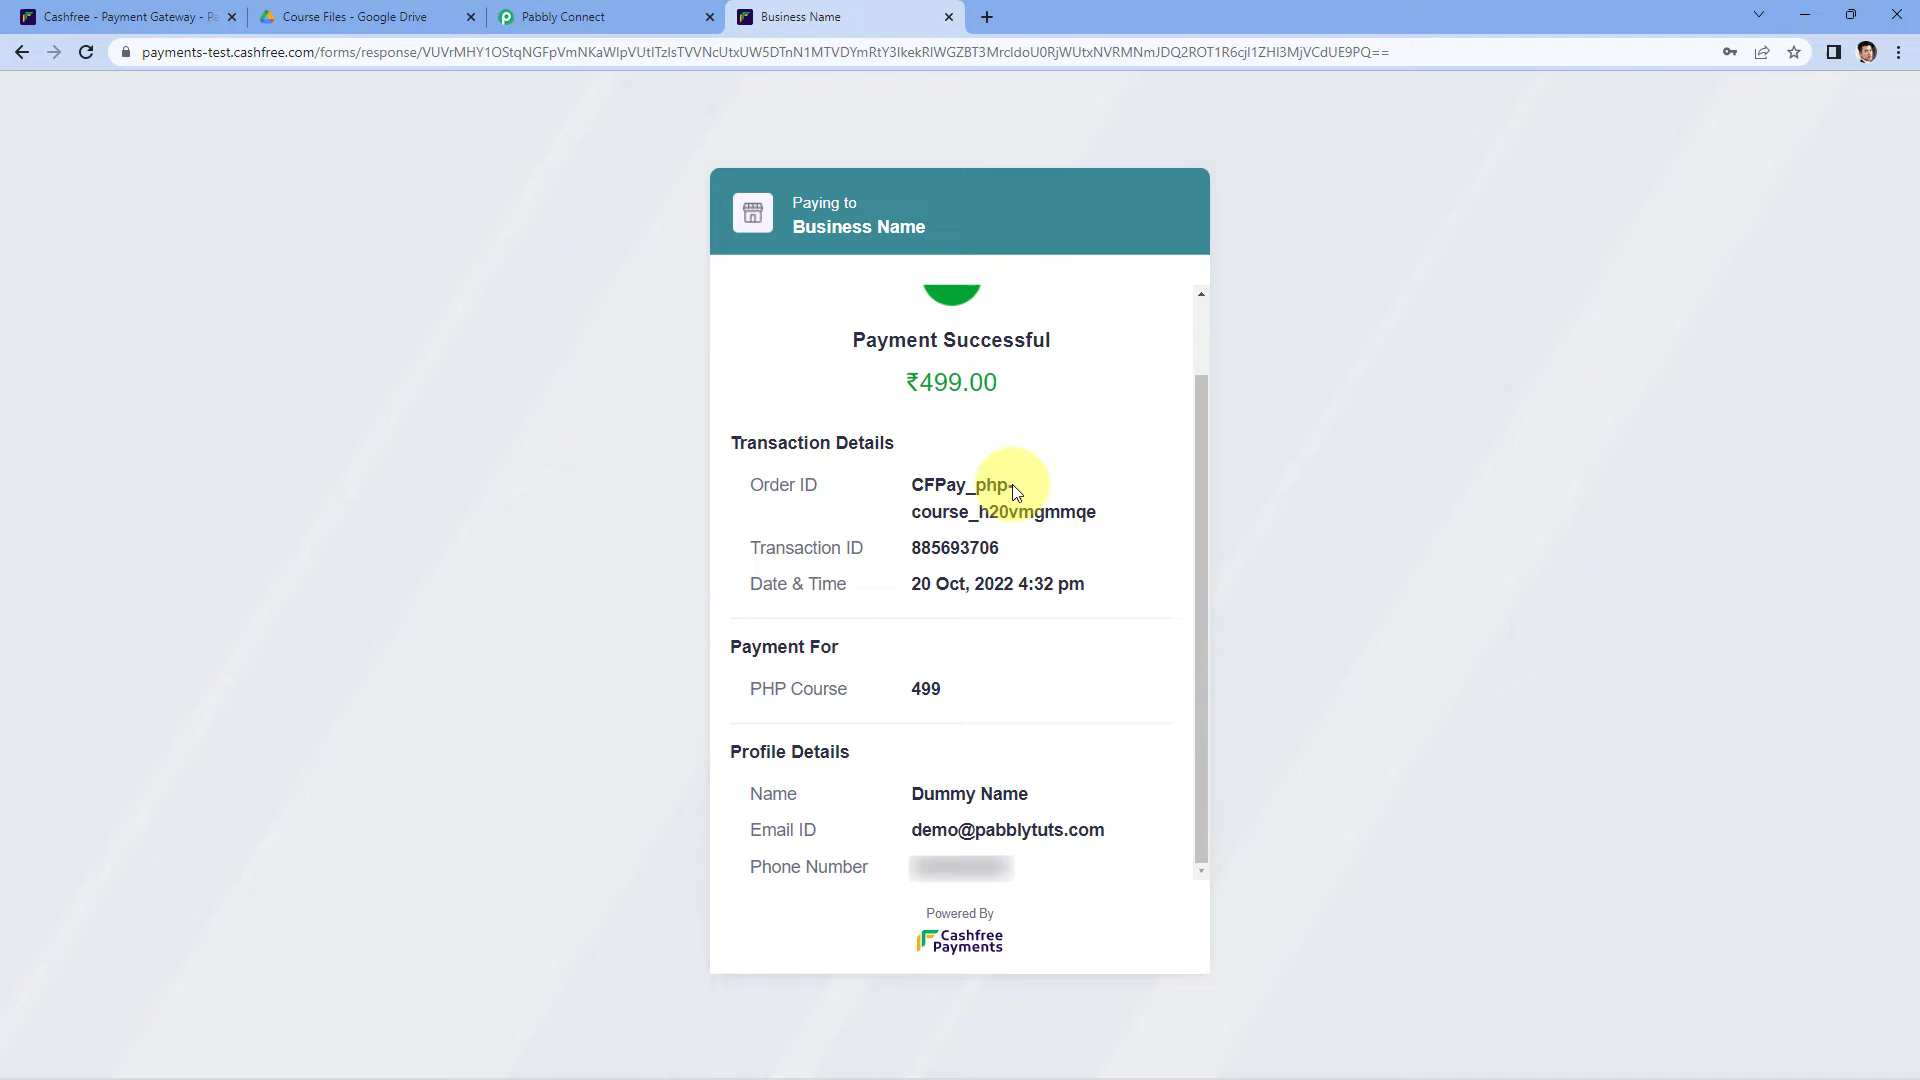 Cashfree - Payment Gateway - Pa
Course Files - Google Drive
Pabbly Connect
Business Name
payments-test.cashfree.com/forms/response/VUVrMHY1OStqNGFpVmNKaWlpVUtITzlsTVVNcUtxUW5DTnN1MTVDYmRtY3lkekRIWGZBT3MrcldoU0RjWUtxNVRMNmJDQ2ROT1R6cjl1ZHI3MjVCdUE9PQ==
Paying to
Business Name
Payment Successful
₹499.00
Transaction Details
Order ID CFPay_php-
course_h20vmgmmqe
Transaction ID 885693706
Date & Time 20 Oct, 2022 4:32 pm
Payment For
PHP Course 499
Profile Details
Name Dummy Name
Email ID demo@pabblytuts.com
Phone Number
Powered By
Cashfree
Payments